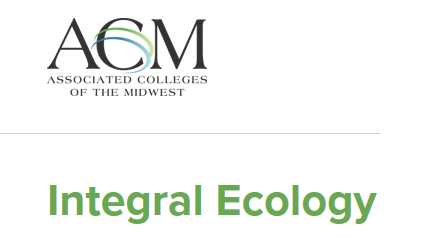 ACM
ASSOCIATED COLLEGES
OF THE MIDWEST
Integral Ecology